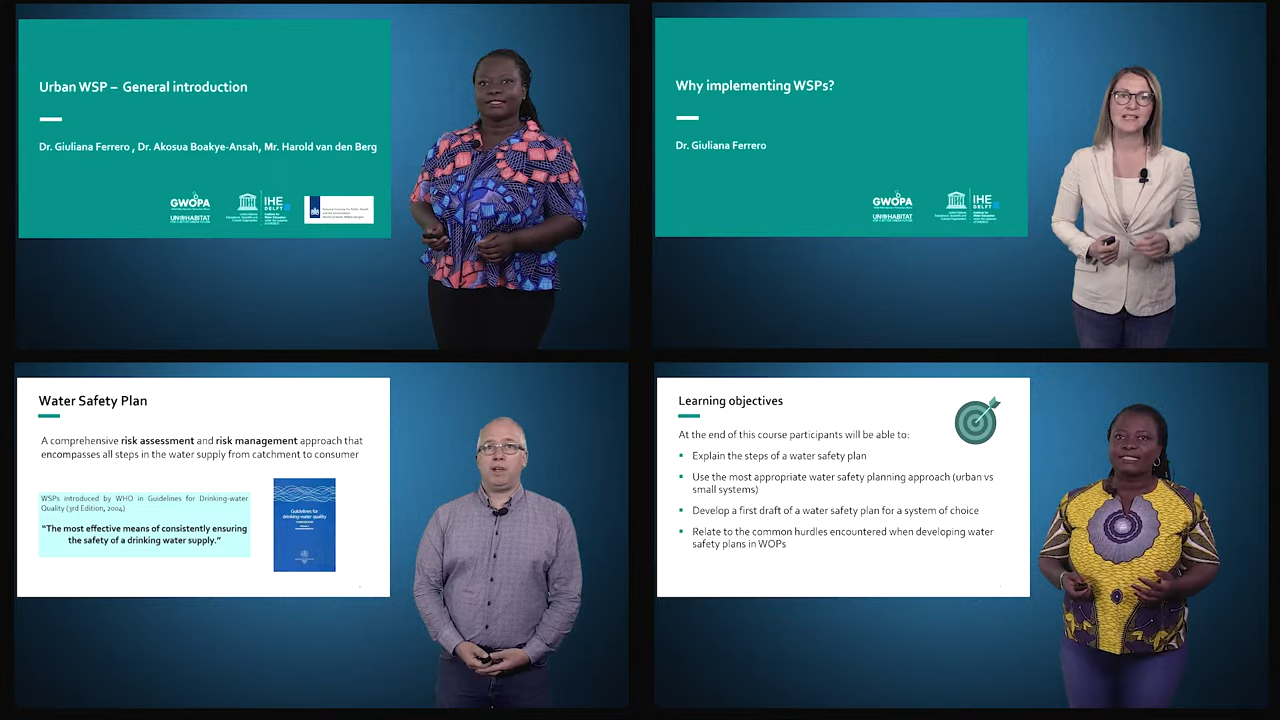 Urban WSP – General introduction
Dr. Giuliana Ferrero , Dr. Akosua Boakye-Ansah, Mr. Harold van den Berg
GWOPA
UN HABITAT
IHE
DELFT
Why implementing WSPs?
Dr. Giuliana Ferrero
GWOPA
UN HABITAT
IHE
DELFT
Water Safety Plan
A comprehensive risk assessment and risk management approach that
encompasses all steps in the water supply from catchment to consumer
WSPs introduced by WHO in Guidelines for Drinking-water
Quality (3rd Edition, 2004)
“The most effective means of consistently ensuring
the safety of a drinking water supply.”
Guidelines for
drinking-water quality
Learning objectives
At the end of this course participants will be able to:
Explain the steps of a water safety plan
Use the most appropriate water safety planning approach (urban vs
small systems)
Develop a first draft of a water safety plan for a system of choice
Relate to the common hurdles encountered when developing water
safety plans in WOPs